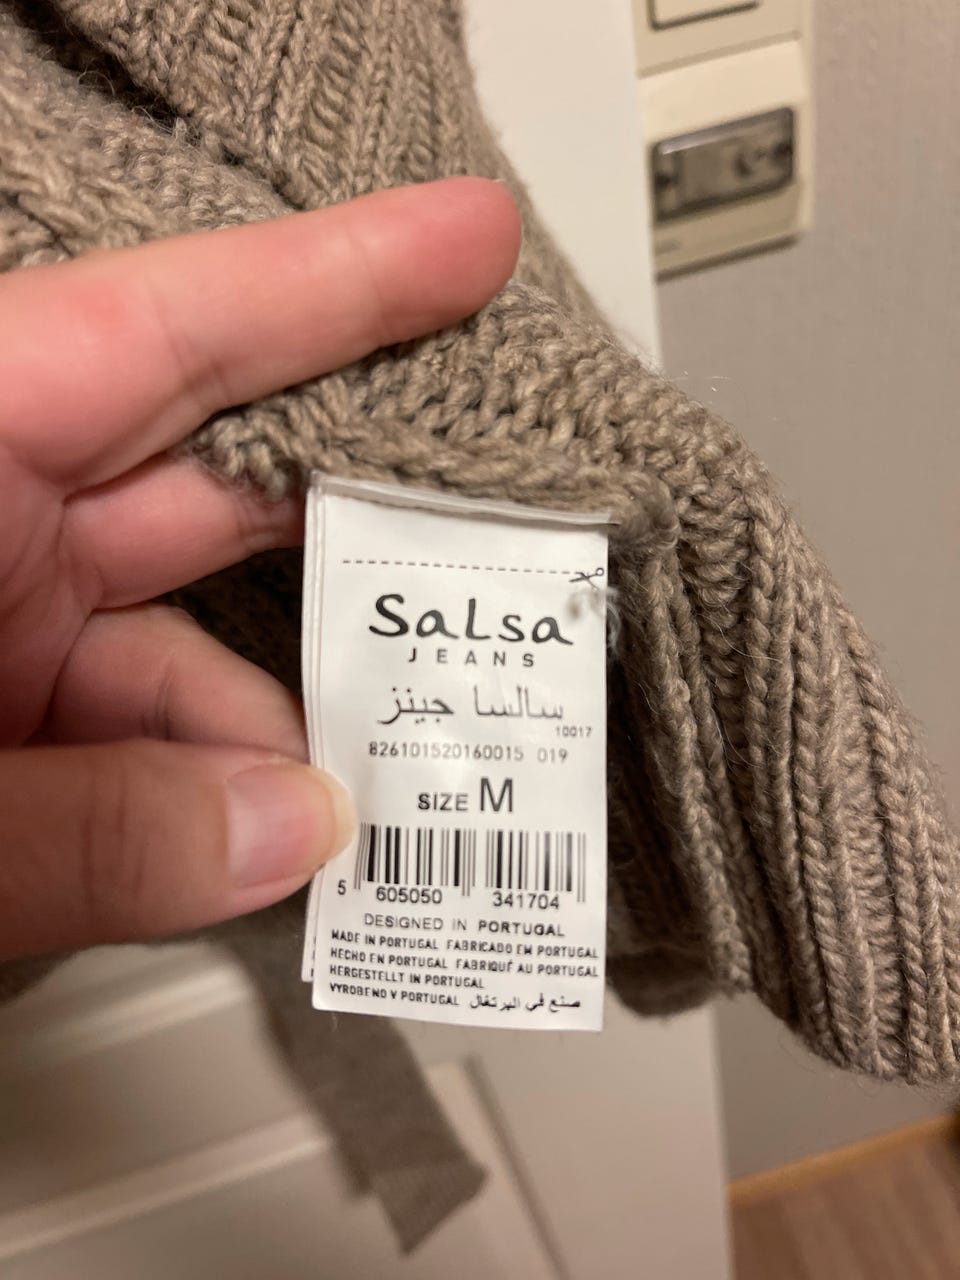 Salsa
JEANS
سالسا جينز
10017
826101520160015 019
SIZE M
5 605050 341704
DESIGNED IN PORTUGAL
MADE IN PORTUGAL FABRICADO EM PORTUGAL
HECHO EN PORTUGAL FABRIQUÉ AU PORTUGAL
HERGESTELLT IN PORTUGAL
VYROBENO V PORTUGAL صنع في البرتغال